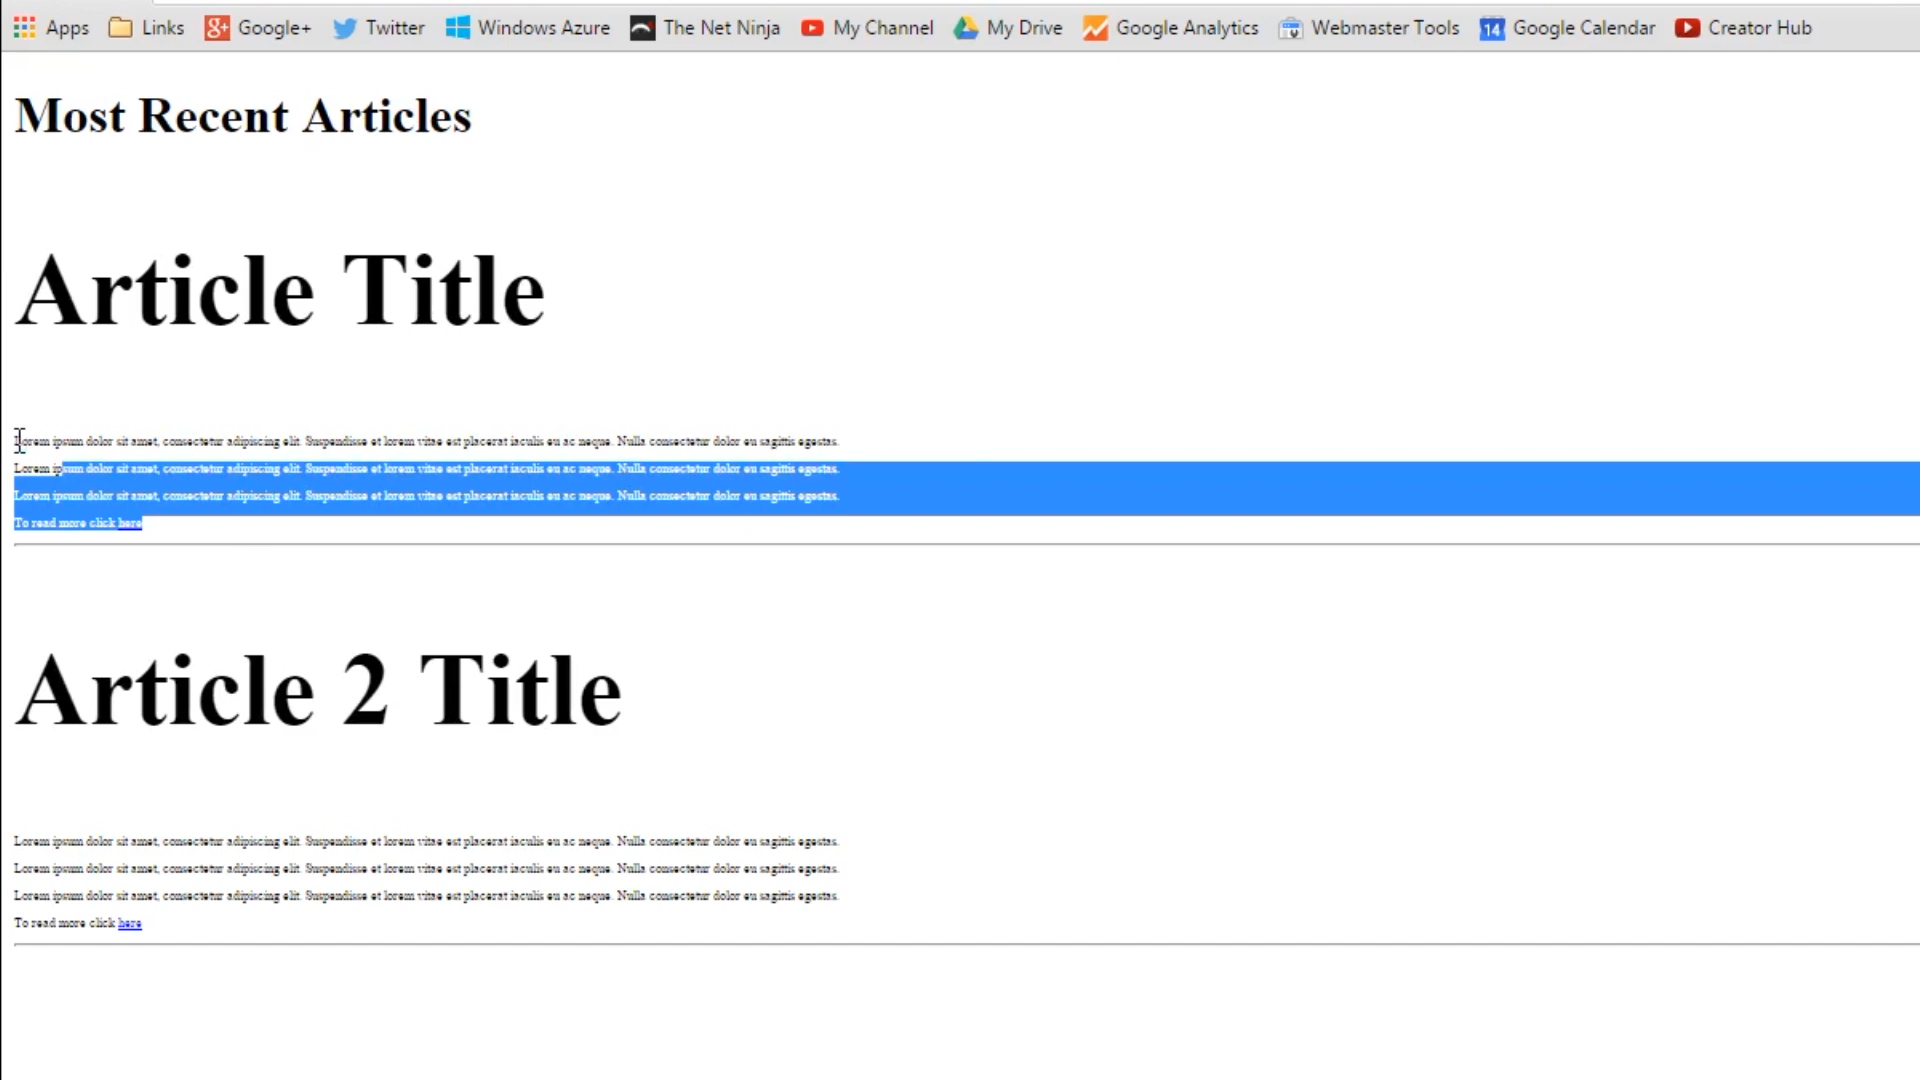 Apps Links Google+ Twitter Windows Azure The Net Ninja My Channel My Drive Google Analytics Webmaster Tools 14 Google Calendar Creator Hub
Most Recent Articles
Article Title
Lorem ipsum dolor sit amet, consectetur adipiscing elit. Suspendisse et lorem vitae est placerat iaculis eu ac neque. Nulla consectetur dolor eu sagittis egestas.
Lorem ipsum dolor sit amet, consectetur adipiscing elit. Suspendisse et lorem vitae est placerat iaculis eu ac neque. Nulla consectetur dolor eu sagittis egestas.
Lorem ipsum dolor sit amet, consectetur adipiscing elit. Suspendisse et lorem vitae est placerat iaculis eu ac neque. Nulla consectetur dolor eu sagittis egestas.
To read more click here
Article 2 Title
Lorem ipsum dolor sit amet, consectetur adipiscing elit. Suspendisse et lorem vitae est placerat iaculis eu ac neque. Nulla consectetur dolor eu sagittis egestas.
Lorem ipsum dolor sit amet, consectetur adipiscing elit. Suspendisse et lorem vitae est placerat iaculis eu ac neque. Nulla consectetur dolor eu sagittis egestas.
Lorem ipsum dolor sit amet, consectetur adipiscing elit. Suspendisse et lorem vitae est placerat iaculis eu ac neque. Nulla consectetur dolor eu sagittis egestas.
To read more click here